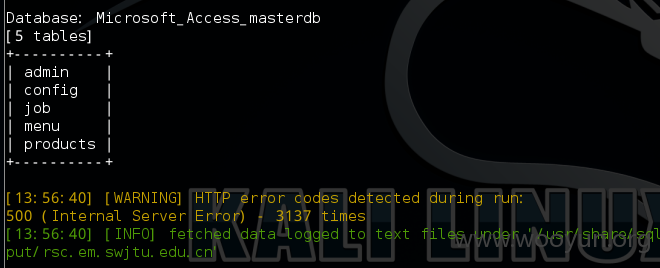 Database: Microsoft_Access_masterdb
[5 tables]
+----------+
| admin    |
| config   |
| job      |
| menu     |
| products |
+----------+
[13:56:40] [WARNING] HTTP error codes detected during run:
500 (Internal Server Error) - 3137 times
[13:56:40] [INFO] fetched data logged to text files under '/usr/share/sql
put/rsc.em.swjtu.edu.cn'
KALI LINUX
www.wooyun.org